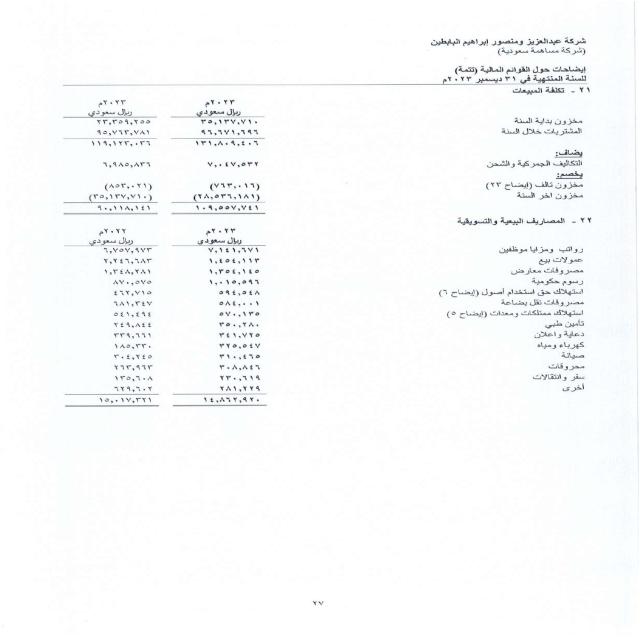 شركة عبدالعزيز ومنصور إبراهيم البابطين
(شركة مساهمة سعودية)
إيضاحات حول القوائم المالية (تتمة)
للسنة المنتهية في ٣١ ديسمبر ٢٠٢٣م
٢١ - تكلفة المبيعات
٢٠٢٣م ٢٠٢٣م
ريال سعودي ريال سعودي
مخزون بداية السنة ٣٥,١٣٧,٧١٠ ٢٣,٣٥٩,٢٥٥
المشتريات خلال السنة ٩٦,٦٧١,٦٩٦ ٩٥,٧٦٣,٧٨١
١٣١,٨٠٩,٤٠٦ ١١٩,١٢٣,٠٣٦
يضاف:
التكاليف الجمركية والشحن ٧,٠٤٧,٥٣٢ ٦,٩٨٥,٨٣٦
يخصم:
مخزون تالف (إيضاح ٢٣) (٧٦٣,٠١٦) (٨٥٣,٠٢١)
مخزون اخر السنة (٢٨,٥٣٦,١٨١) (٣٥,١٣٧,٧١٠)
١٠٩,٥٥٧,٧٤١ ٩٠,١١٨,١٤١
٢٢ - المصاريف البيعية والتسويقية
٢٠٢٣م ٢٠٢٢م
ريال سعودي ريال سعودي
رواتب ومزايا موظفين ٧,١٤١,٦٧١ ٦,٧٥٧,٩٧٣
عمولات بيع ١,٤٥٤,١١٣ ٢,٢٤٦,٦٨٣
مصروفات معارض ١,٣٥٤,١٤٥ ١,٣٤٨,٢٨١
رسوم حكومية ١,٠١٥,٥٩٦ ٨٧٠,٥٧٥
استهلاك حق استخدام أصول (إيضاح ٦) ٥٩٤,٥٤٨ ٤٦٢,٧١٥
مصروفات نقل بضاعة ٥٨٤,٠٠١ ٦٨١,٣٤٧
استهلاك ممتلكات ومعدات (إيضاح ٥) ٥٧٠,١٣٥ ٥٤١,٤٩٤
تأمين طبي ٣٥٠,٢٨٠ ٢٤٩,٨٤٤
دعاية واعلان ٣٤١,٧٢٥ ٣٣٩,٦٦١
كهرباء ومياه ٣٢٥,٥٤٧ ١٨٥,٣٣٠
صيانة ٣١٠,٤٦٥ ٣٠٤,٢٤٥
محروقات ٣٠٨,٨٤٦ ٢٦٣,٩٦٣
سفر وانتقالات ٢٣٠,٦١٩ ١٣٥,٦٠٨
أخرى ٢٨١,٢٢٩ ٦٢٩,٦٠٢
١٤,٨٦٢,٩٢٠ ١٥,٠١٧,٣٢١
٢٧